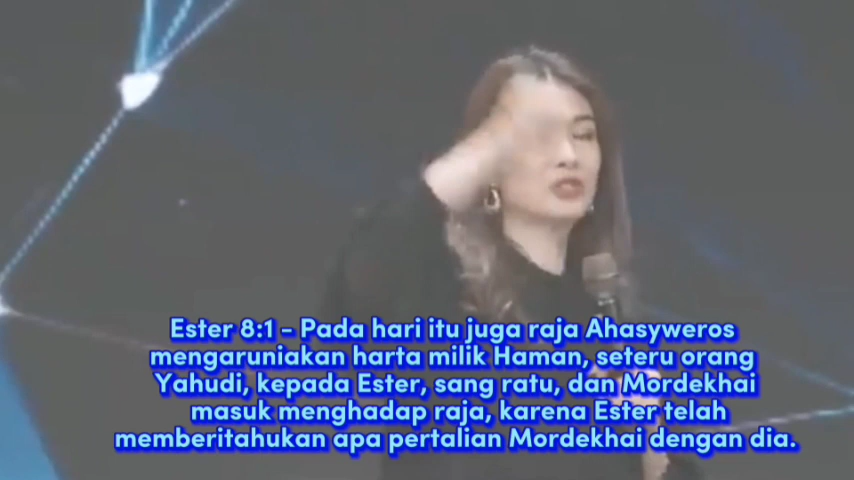 Ester 8:1 - Pada hari itu juga raja Ahasyweros
mengaruniakan harta milik Haman, seteru orang
Yahudi, kepada Ester, sang ratu, dan Mordekhai
masuk menghadap raja, karena Ester telah
memberitahukan apa pertalian Mordekhai dengan dia.